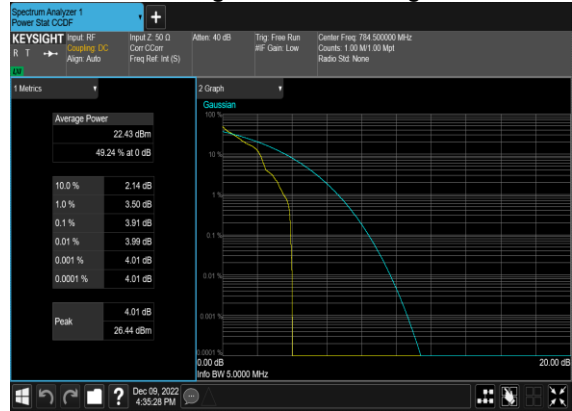 Spectrum Analyzer 1
Power Stat CCDF
KEYSIGHT
R T
Input: RF
Coupling: DC
Align: Auto
Input Z: 50 Ω
Corr CCorr
Freq Ref: Int (S)
Atten: 40 dB
Trig: Free Run
#IF Gain: Low
Center Freq: 784.500000 MHz
Counts: 1.00 M/1.00 Mpt
Radio Std: None
1 Metrics
Average Power
22.43 dBm
49.24 % at 0 dB
10.0 % 2.14 dB
1.0 % 3.50 dB
0.1 % 3.91 dB
0.01 % 3.99 dB
0.001 % 4.01 dB
0.0001 % 4.01 dB
Peak
4.01 dB
26.44 dBm
2 Graph
Gaussian
100 %
10 %
1 %
0.1 %
0.01 %
0.001 %
0.0001 %
0.00 dB
20.00 dB
Info BW 5.0000 MHz
Dec 09, 2022
4:35:28 PM